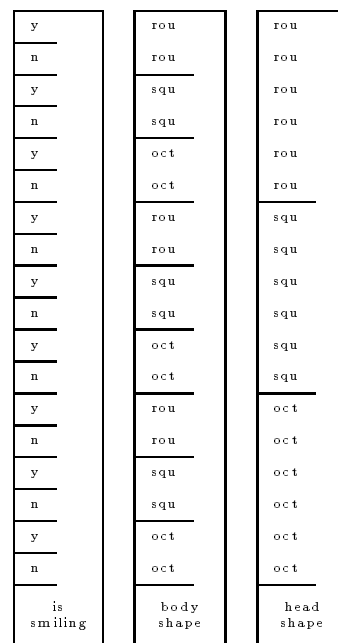 y rou rou
n rou rou
y squ rou
n squ rou
y oct rou
n oct rou
y rou squ
n rou squ
y squ squ
n squ squ
y oct squ
n oct squ
y rou oct
n rou oct
y squ oct
n squ oct
y oct oct
n oct oct
is body head
smiling shape shape